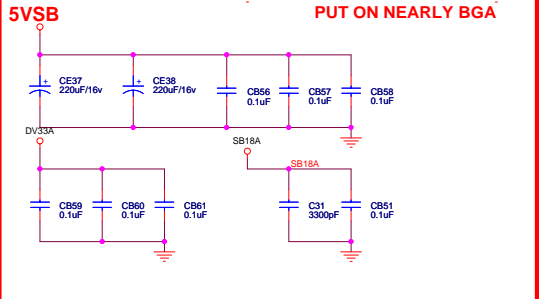 5VSB
PUT ON NEARLY BGA
+ CE37
220uF/16v
+ CE38
220uF/16v
CB56
0.1uF
CB57
0.1uF
CB58
0.1uF
DV33A
SB18A
SB18A
CB59
0.1uF
CB60
0.1uF
CB61
0.1uF
C31
3300pF
CB51
0.1uF